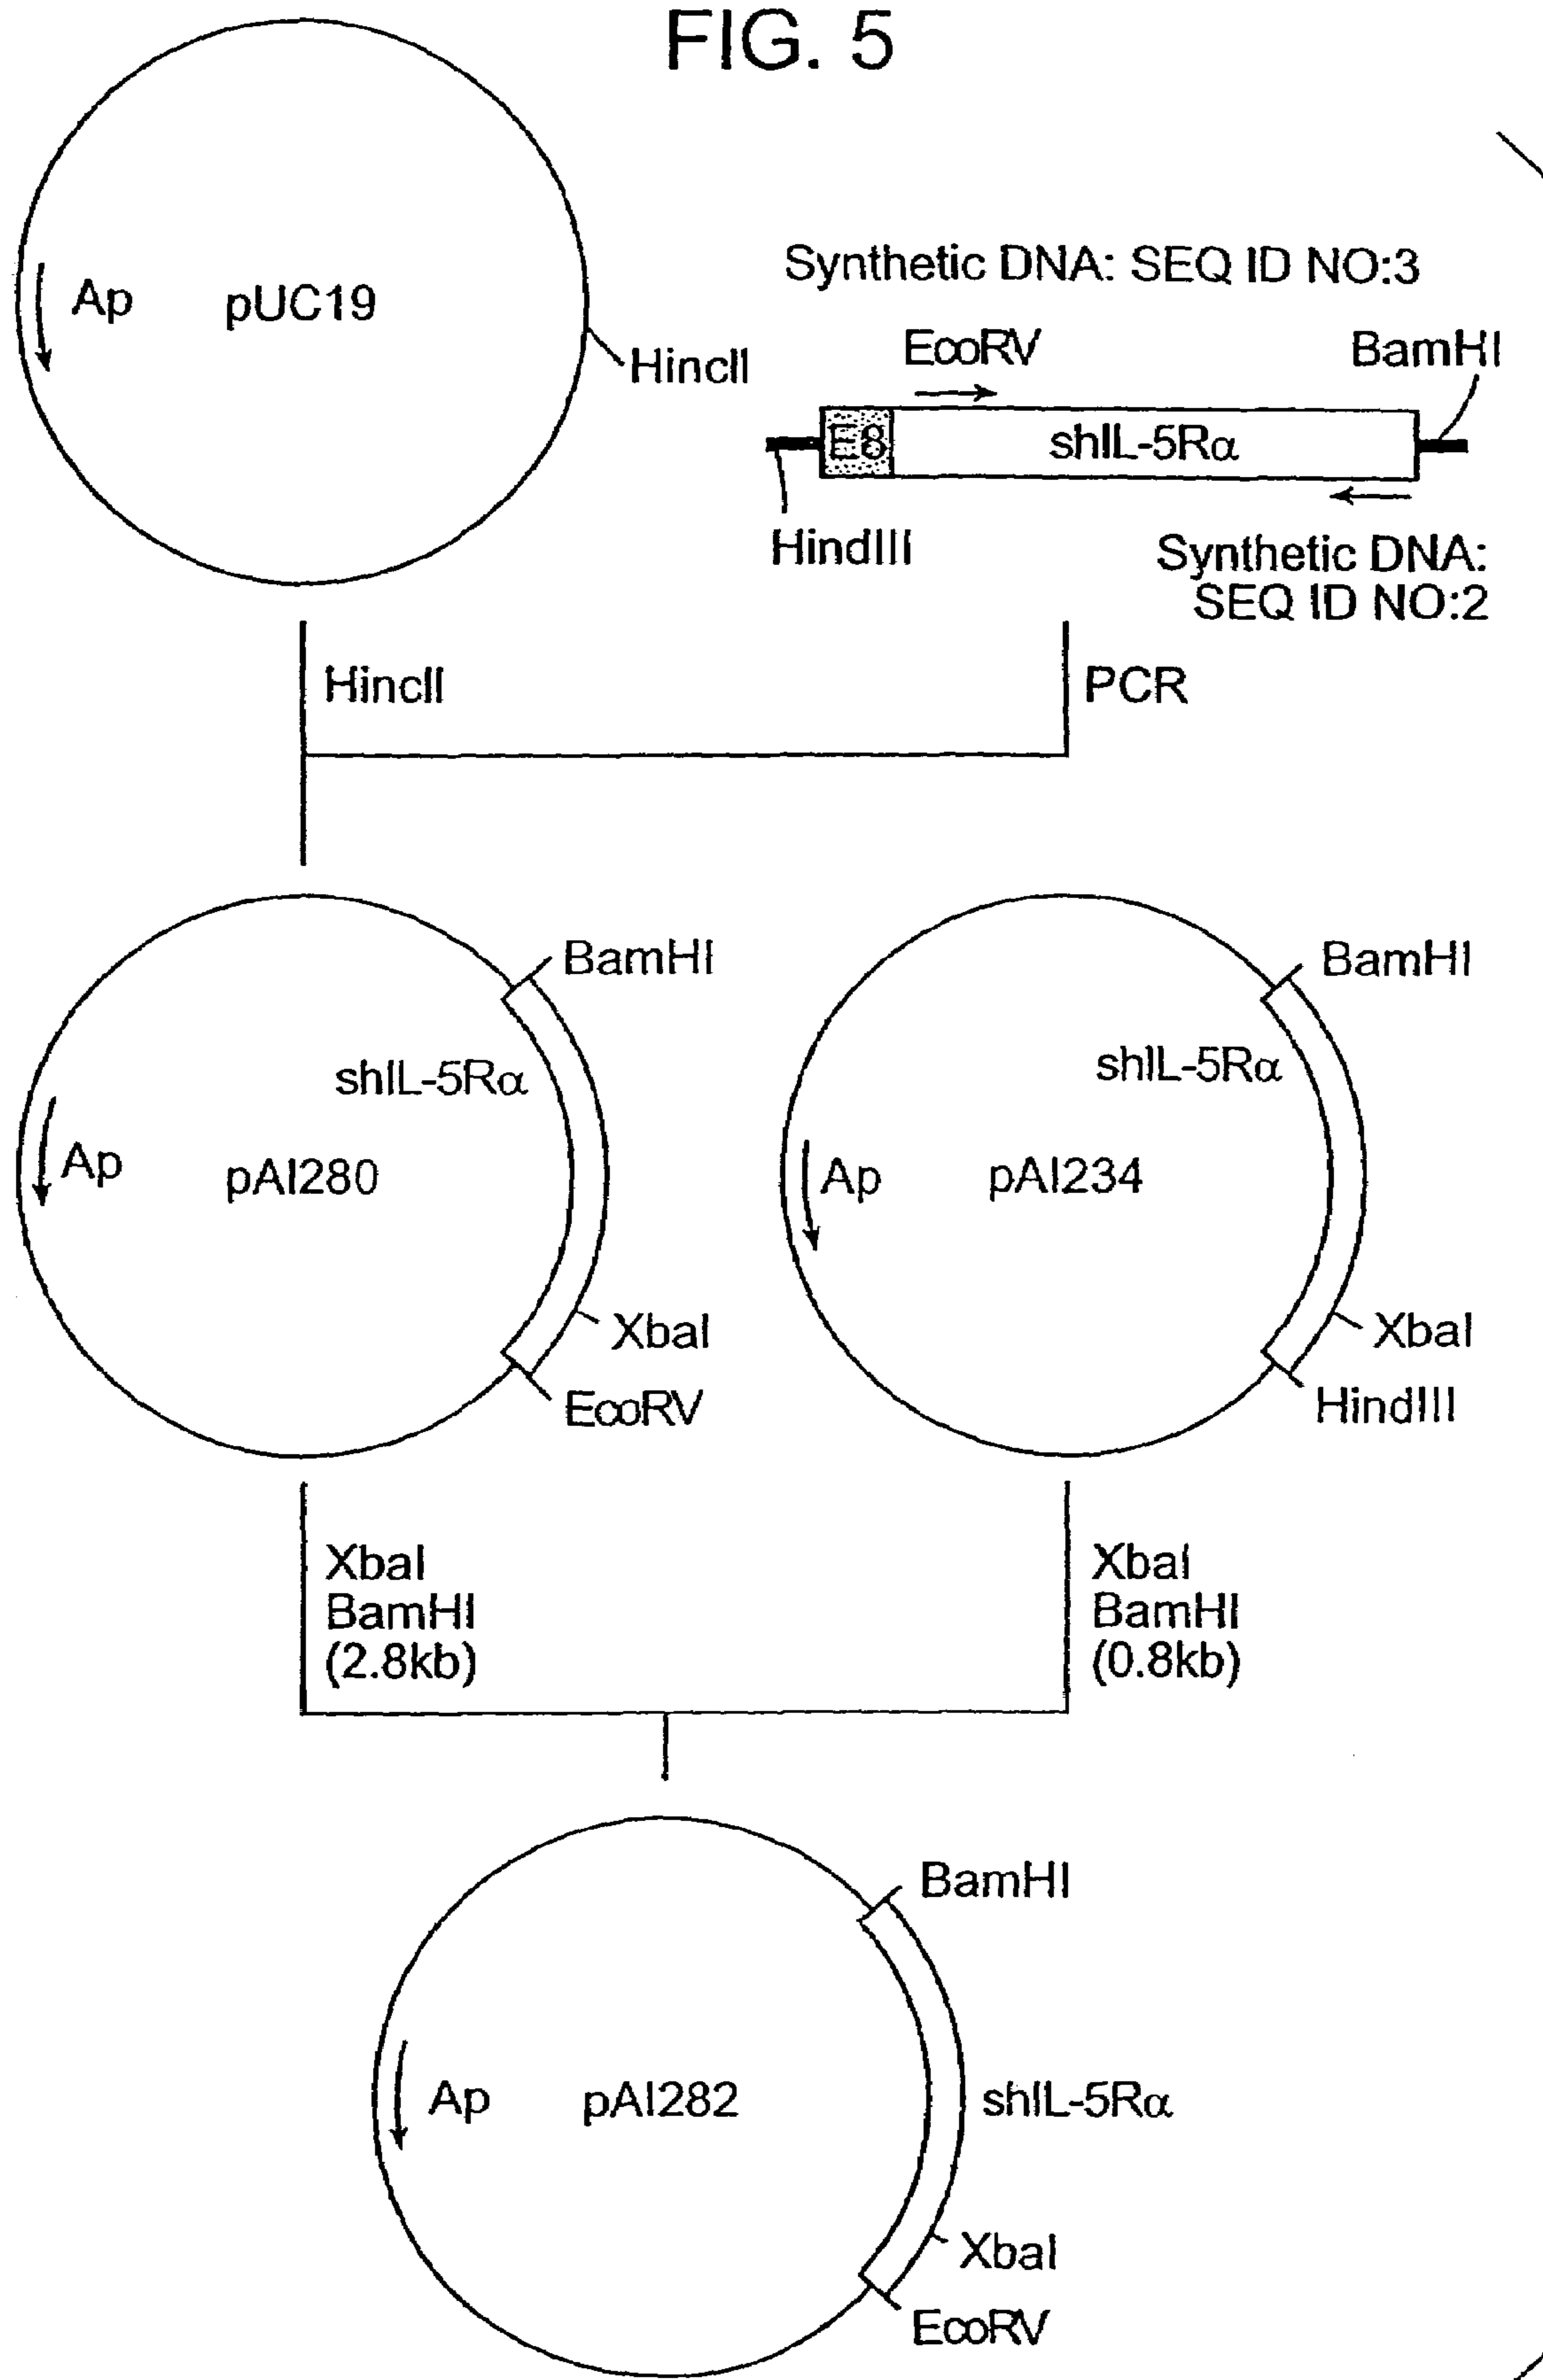 FIG. 5
Ap
pUC19
HincII
Synthetic DNA: SEQ ID NO:3
EcoRV
BamHI
E8
shIL-5Rα
HindIII
Synthetic DNA:
SEQ ID NO:2
HincII
PCR
BamHI
shIL-5Rα
Ap
pAI280
XbaI
EcoRV
BamHI
shIL-5Rα
Ap
pAI234
XbaI
HindIII
XbaI
BamHI
(2.8kb)
XbaI
BamHI
(0.8kb)
BamHI
Ap
pAI282
shIL-5Rα
XbaI
EcoRV